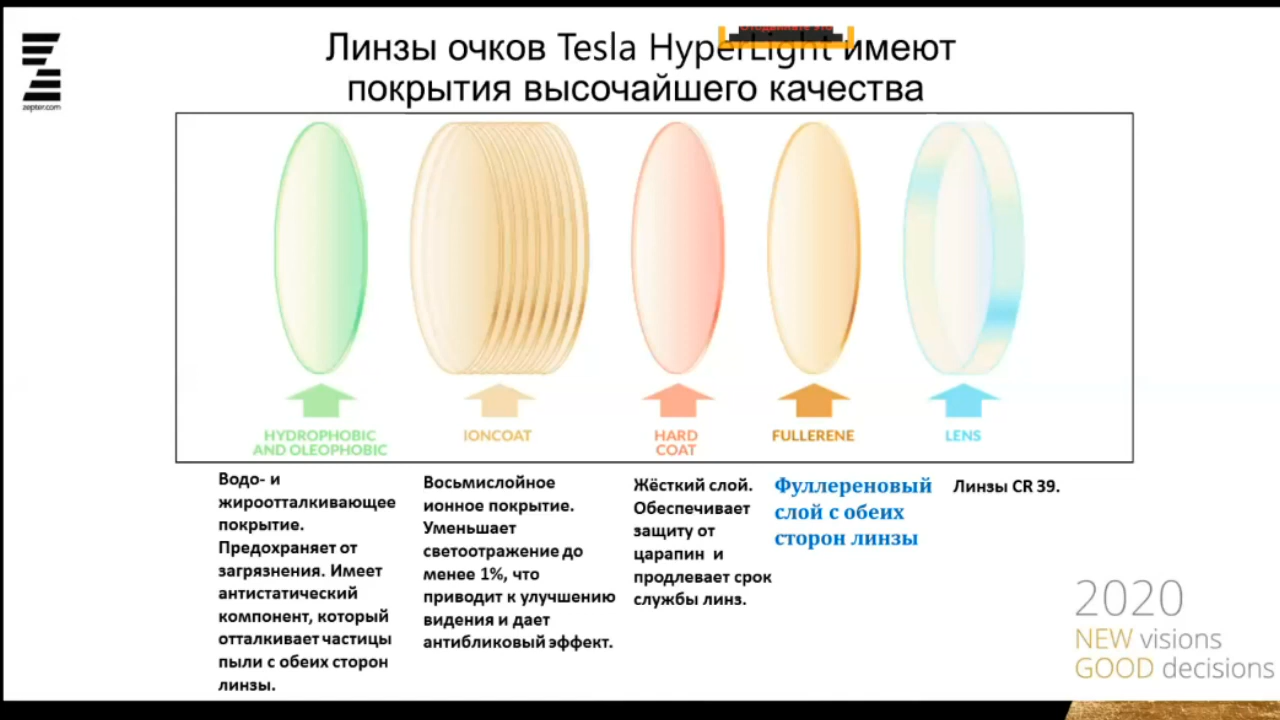 Линзы очков Tesla HyperLight имеют
покрытия высочайшего качества
zepter.com
HYDROPHOBIC
AND OLEOPHOBIC
IONCOAT
HARD
COAT
FULLERENE
LENS
Водо- и
жироотталкивающее
покрытие.
Предохраняет от
загрязнения. Имеет
антистатический
компонент, который
отталкивает частицы
пыли с обеих сторон
линзы.
Восьмислойное
ионное покрытие.
Уменьшает
светоотражение до
менее 1%, что
приводит к улучшению
видения и дает
антибликовый эффект.
Жёсткий слой.
Обеспечивает
защиту от
царапин и
продлевает срок
службы линз.
Фуллереновый
слой с обеих
сторон линзы
Линзы CR 39.
2020
NEW visions
GOOD decisions